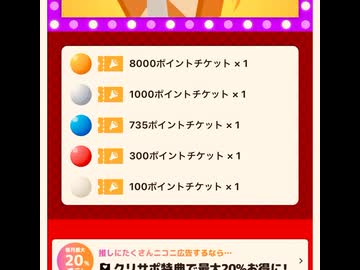 8000ポイントチケット × 1
1000ポイントチケット × 1
735ポイントチケット × 1
300ポイントチケット × 1
100ポイントチケット × 1
推しにたくさんニコニ広告するなら…
毎月最大
20%
クリサポ特典で最大20%お得に!